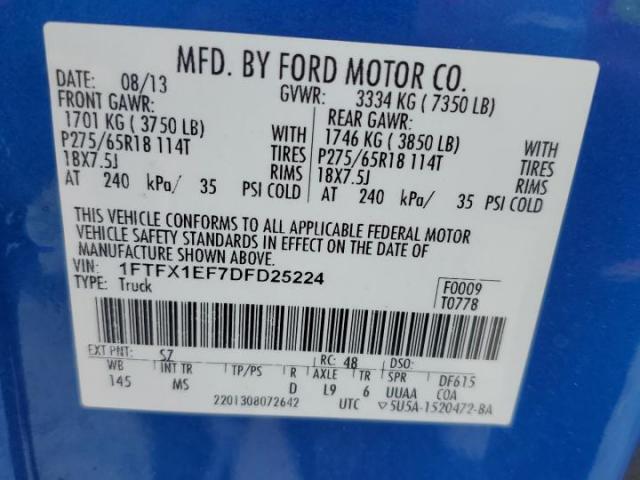 MFD. BY FORD MOTOR CO.
DATE: 08/13 GVWR: 3334 KG ( 7350 LB)
FRONT GAWR: REAR GAWR:
1701 KG ( 3750 LB) WITH 1746 KG ( 3850 LB) WITH
P275/65R18 114T TIRES P275/65R18 114T TIRES
18X7.5J RIMS 18X7.5J RIMS
AT 240 kPa/ 35 PSI COLD AT 240 kPa/ 35 PSI COLD
THIS VEHICLE CONFORMS TO ALL APPLICABLE FEDERAL MOTOR
VEHICLE SAFETY STANDARDS IN EFFECT ON THE DATE OF
MANUFACTURE SHOWN ABOVE.
VIN: 1FTFX1EF7DFD25224 F0009
TYPE: Truck T0778
EXT PNT: SZ RC: 48 DSO:
WB INT TR TP/PS R AXLE TR SPR DF615
145 MS D L9 6 UUAA COA
2201308072642 UTC ▽5U5A-1520472-BA